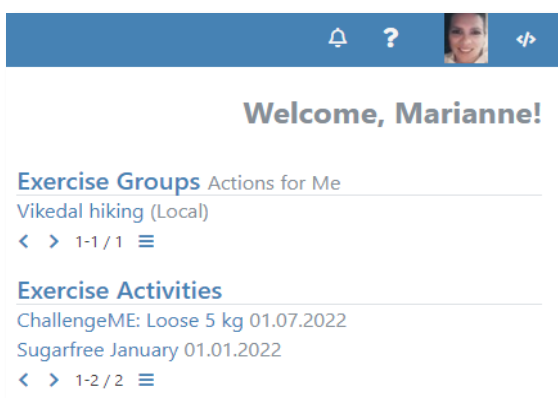 Welcome, Marianne!
Exercise Groups Actions for Me
Vikedal hiking (Local)
1-1 / 1
Exercise Activities
ChallengeME: Loose 5 kg 01.07.2022
Sugarfree January 01.01.2022
1-2 / 2